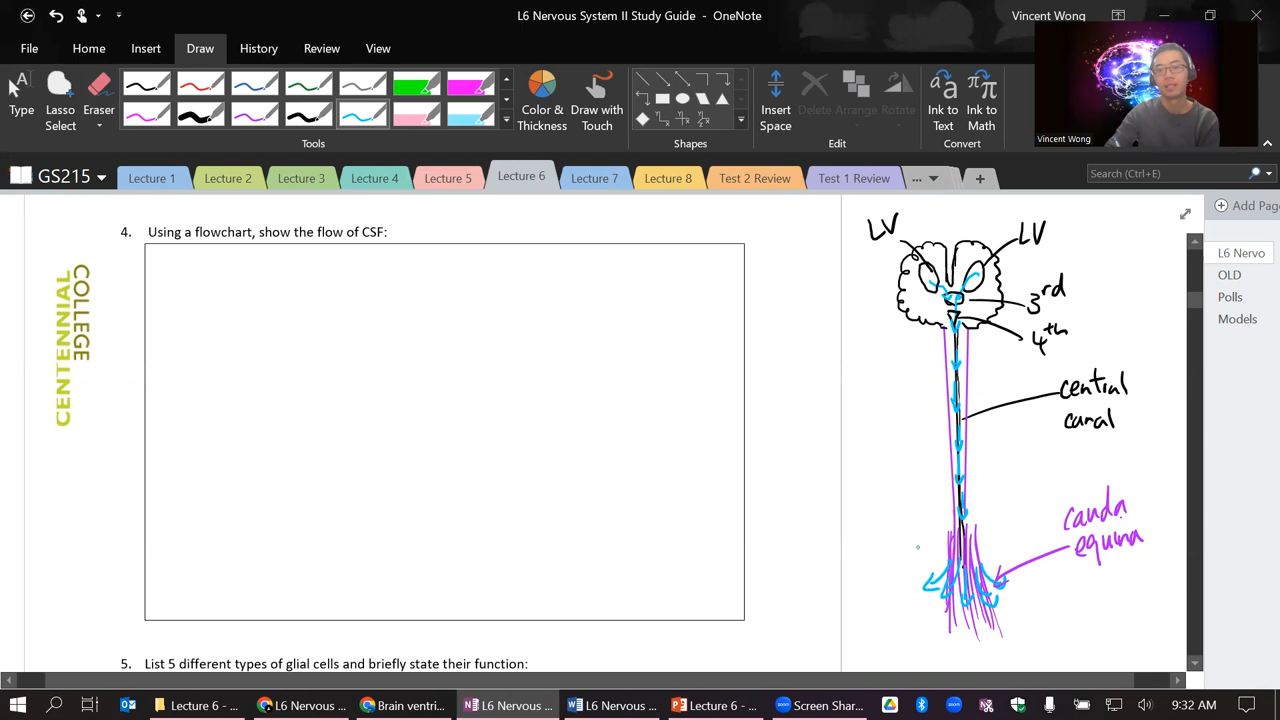 L6 Nervous System II Study Guide - OneNote
Vincent Wong
File Home Insert Draw History Review View
Type
Lasso Select
Eraser
Color & Thickness
Draw with Touch
Insert Space
Delete
Arrange
Rotate
Ink to Text
Ink to Math
Tools
Shapes
Edit
Convert
Vincent Wong
GS215
Lecture 1 Lecture 2 Lecture 3 Lecture 4 Lecture 5 Lecture 6 Lecture 7 Lecture 8 Test 2 Review Test 1 Review ...
Search (Ctrl+E)
Add Pag
L6 Nervo
OLD
Polls
Models
4. Using a flowchart, show the flow of CSF:
CENTENNIAL
COLLEGE
LV
LV
3rd
4th
central
canal
cauda
equina
5. List 5 different types of glial cells and briefly state their function:
Lecture 6 - ...
L6 Nervous ...
Brain ventri...
L6 Nervous ...
L6 Nervous ...
Lecture 6 - ...
Screen Shar...
9:32 AM